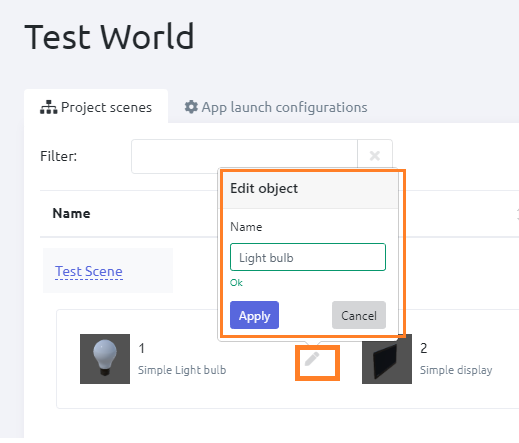 Test World
Project scenes
App launch configurations
Filter:
Edit object
Name
Name
Light bulb
Ok
Test Scene
Apply
Cancel
1
Simple Light bulb
2
Simple display